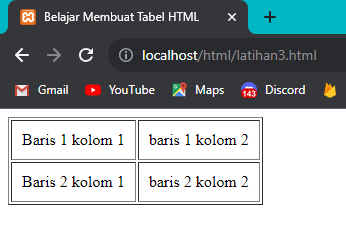 Belajar Membuat Tabel HTML
localhost/html/latihan3.html
Gmail YouTube Maps 143 Discord
Baris 1 kolom 1 baris 1 kolom 2
Baris 2 kolom 1 baris 2 kolom 2